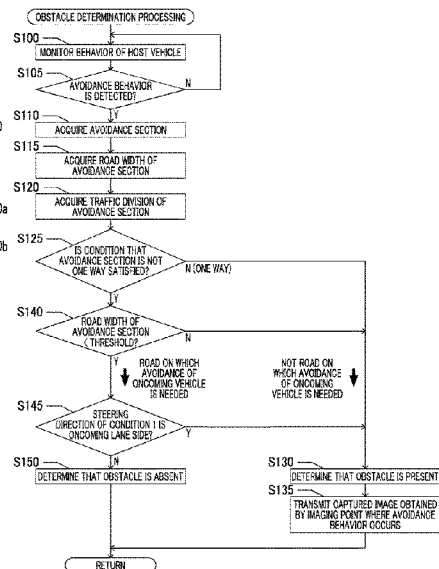 OBSTACLE DETERMINATION PROCESSING
S100
MONITOR BEHAVIOR OF HOST VEHICLE
S105
AVOIDANCE BEHAVIOR
IS DETECTED?
N
Y
S110
ACQUIRE AVOIDANCE SECTION
S115
ACQUIRE ROAD WIDTH OF
AVOIDANCE SECTION
S120
ACQUIRE TRAFFIC DIVISION OF
AVOIDANCE SECTION
0
0a
0b
S125
IS CONDITION THAT
AVOIDANCE SECTION IS NOT
ONE WAY SATISFIED?
N (ONE WAY)
Y
S140
ROAD WIDTH OF
AVOIDANCE SECTION
( THRESHOLD?
N
Y
ROAD ON WHICH
AVOIDANCE OF
ONCOMING VEHICLE
IS NEEDED
NOT ROAD ON
WHICH AVOIDANCE
OF ONCOMING
VEHICLE IS NEEDED
S145
STEERING
DIRECTION OF CONDITION 1 IS
ONCOMING LANE SIDE?
Y
N
S150
DETERMINE THAT OBSTACLE IS ABSENT
S130
DETERMINE THAT OBSTACLE IS PRESENT
S135
TRANSMIT CAPTURED IMAGE OBTAINED
BY IMAGING POINT WHERE AVOIDANCE
BEHAVIOR OCCURS
RETURN